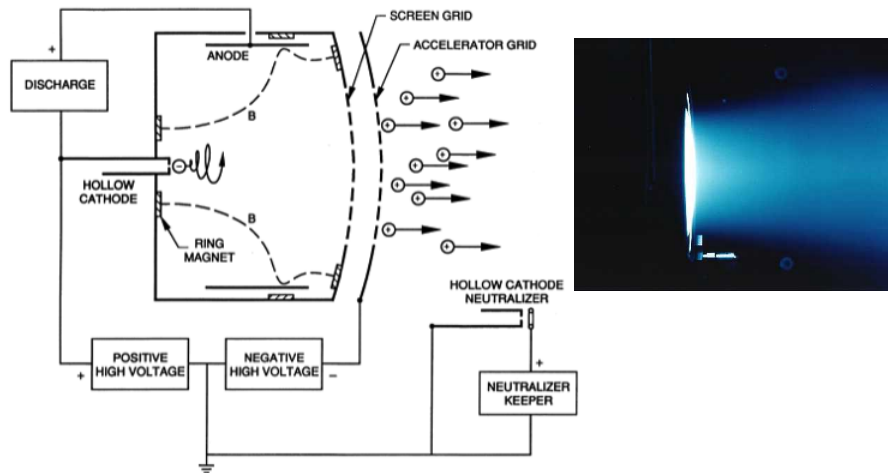 SCREEN GRID
ACCELERATOR GRID
ANODE
+
DISCHARGE
B
+ + + + + + + + + + +
−
HOLLOW
CATHODE
B
RING
MAGNET
HOLLOW CATHODE
NEUTRALIZER
+
POSITIVE
HIGH VOLTAGE
NEGATIVE
HIGH VOLTAGE
−
+
NEUTRALIZER
KEEPER